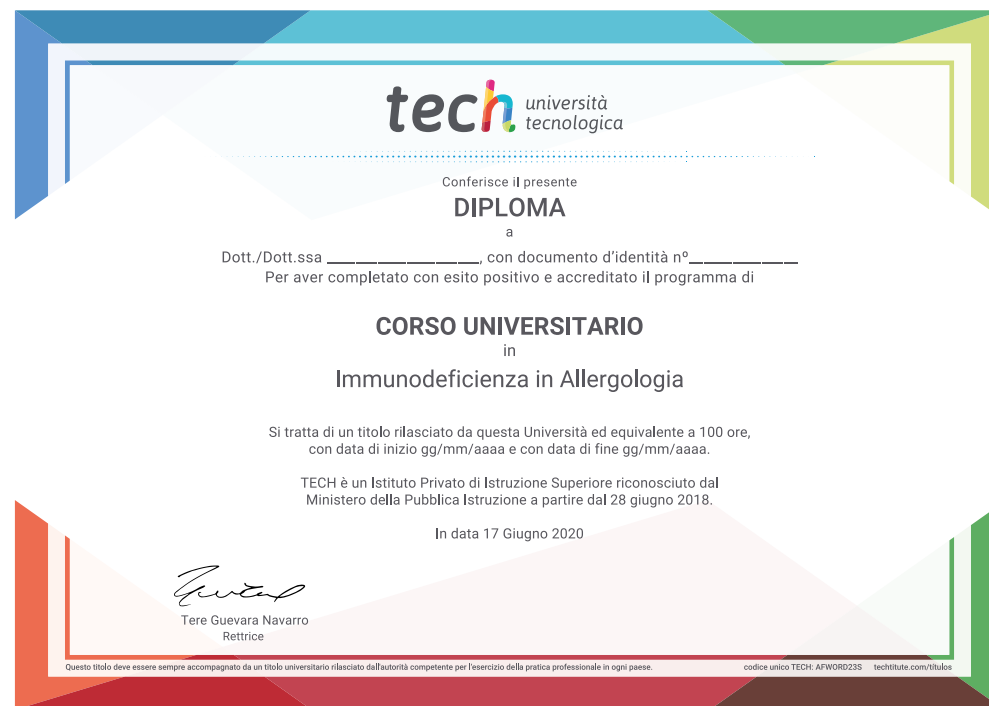 tech università
tecnologica
Conferisce il presente
DIPLOMA
a
Dott./Dott.ssa ________________, con documento d'identità nº____________
Per aver completato con esito positivo e accreditato il programma di
CORSO UNIVERSITARIO
in
Immunodeficienza in Allergologia
Si tratta di un titolo rilasciato da questa Università ed equivalente a 100 ore,
con data di inizio gg/mm/aaaa e con data di fine gg/mm/aaaa.
TECH è un Istituto Privato di Istruzione Superiore riconosciuto dal
Ministero della Pubblica Istruzione a partire dal 28 giugno 2018.
In data 17 Giugno 2020
Tere Guevara Navarro
Rettrice
Questo titolo deve essere sempre accompagnato da un titolo universitario rilasciato dall'autorità competente per l'esercizio della pratica professionale in ogni paese. codice unico TECH: AFWORD23S techtitute.com/titulos